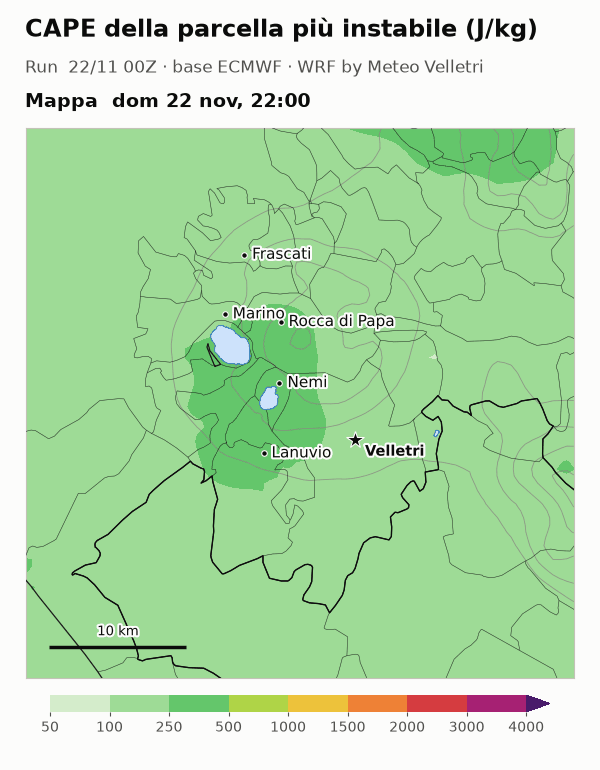 CAPE della parcella più instabile (J/kg)
Run 22/11 00Z · base ECMWF · WRF by Meteo Velletri
Mappa dom 22 nov, 22:00
Frascati
Marino
Rocca di Papa
Nemi
Velletri
Lanuvio
10 km
50 100 250 500 1000 1500 2000 3000 4000